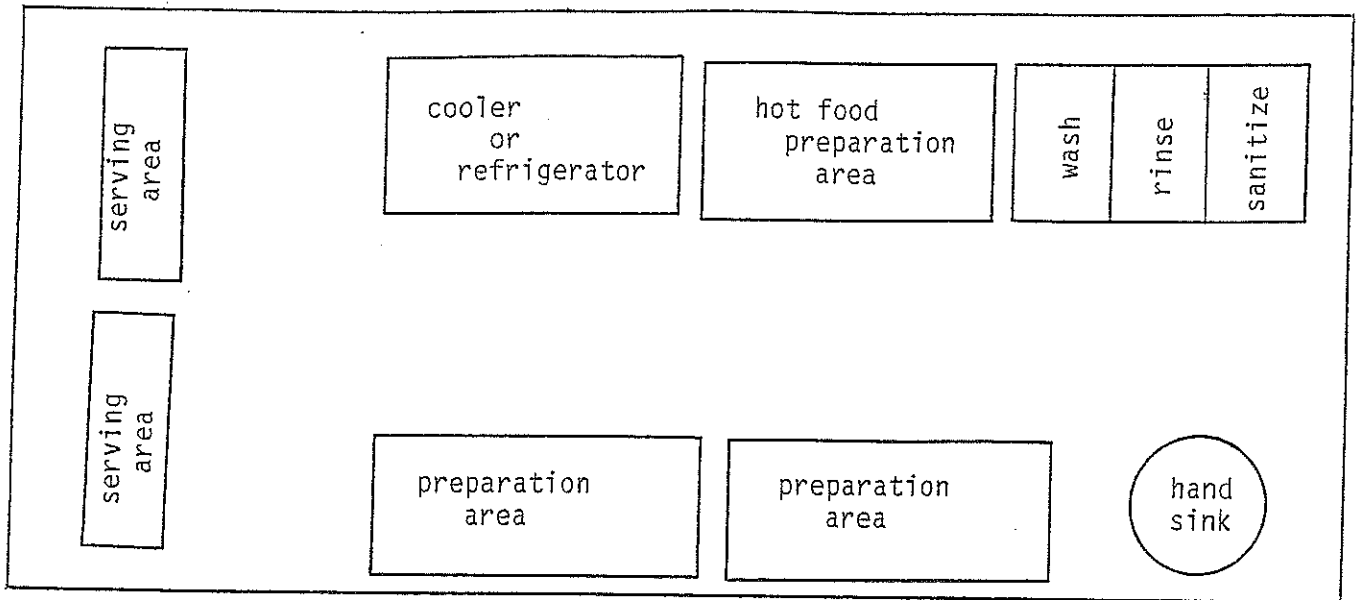 serving
area
cooler
or
refrigerator
hot food
preparation
area
wash
rinse
sanitize
serving
area
preparation
area
preparation
area
hand
sink